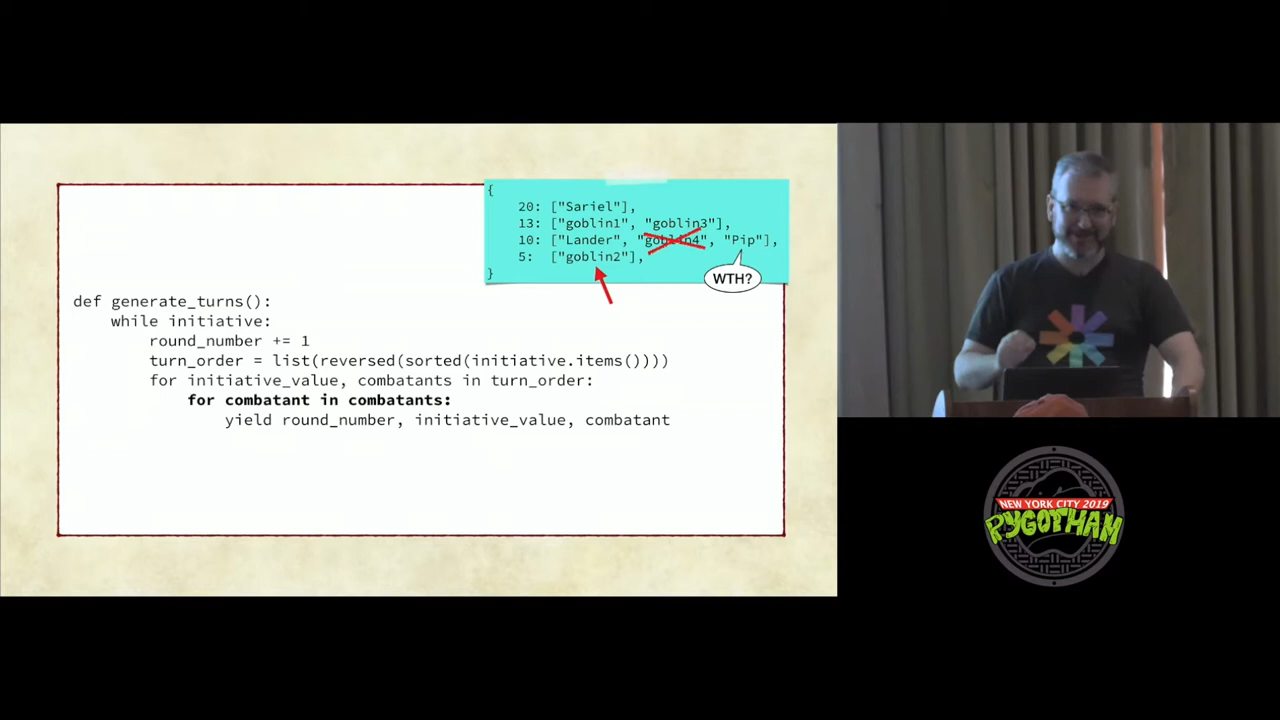 {
20: ["Sariel"],
13: ["goblin1", "goblin3"],
10: ["Lander", "goblin4", "Pip"],
5: ["goblin2"],
}
WTH?
def generate_turns():
while initiative:
round_number += 1
turn_order = list(reversed(sorted(initiative.items())))
for initiative_value, combatants in turn_order:
for combatant in combatants:
yield round_number, initiative_value, combatant
NEW YORK CITY 2019
PYGOTHAM